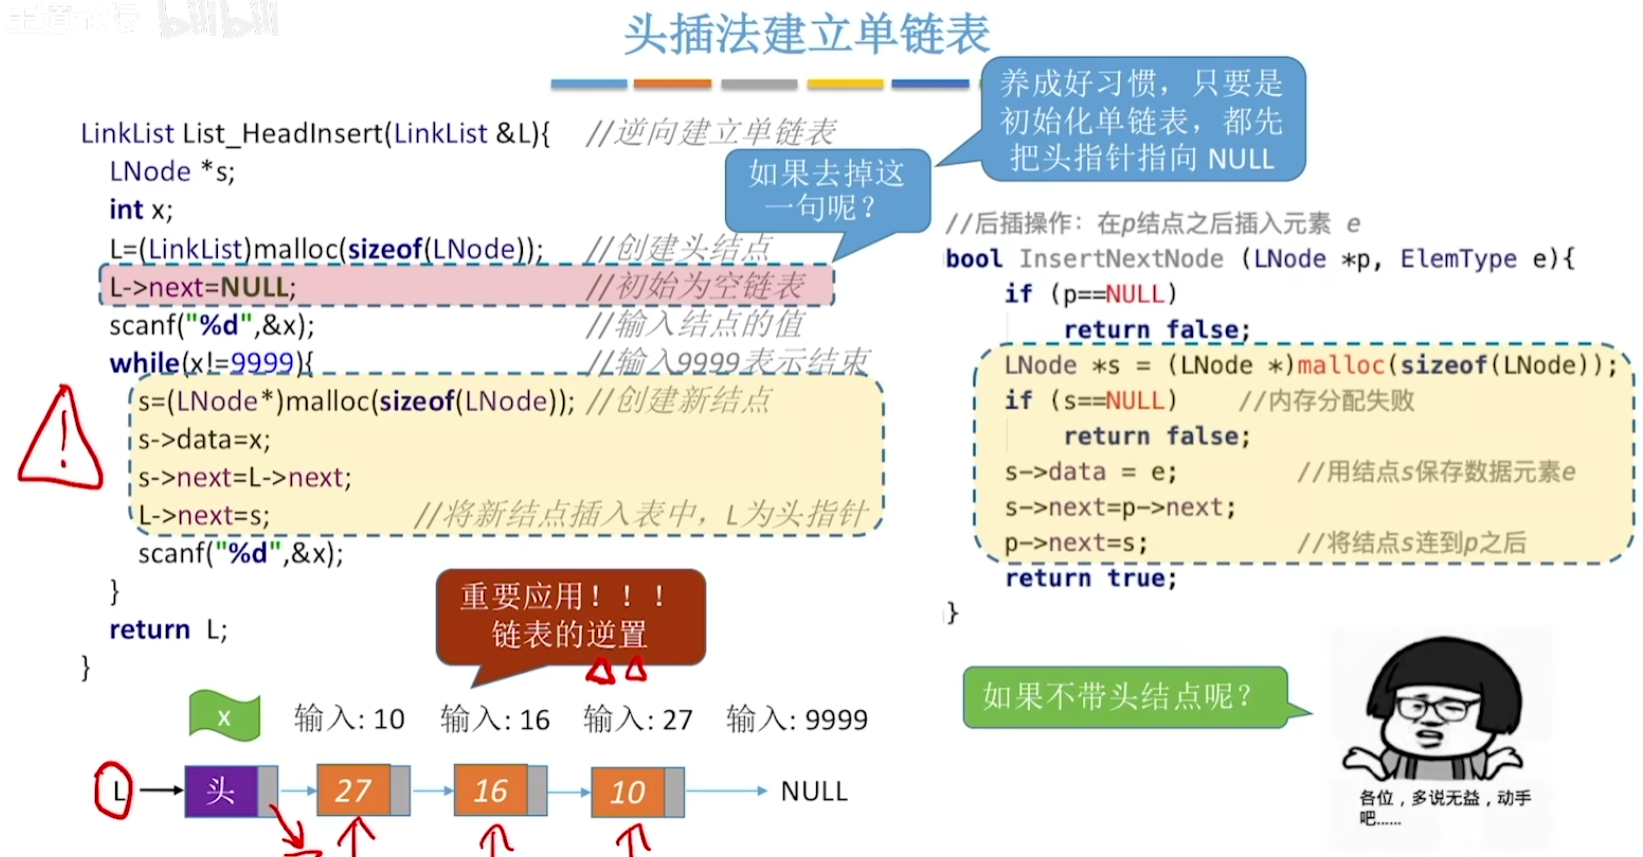 王道论坛 bilibili
头插法建立单链表
养成好习惯，只要是
初始化单链表，都先
把头指针指向 NULL
如果去掉这
一句呢？
LinkList List_HeadInsert(LinkList &L){ //逆向建立单链表
LNode *s;
int x;
L=(LinkList)malloc(sizeof(LNode)); //创建头结点
L->next=NULL; //初始为空链表
scanf("%d",&x); //输入结点的值
while(x!=9999){ //输入9999表示结束
s=(LNode*)malloc(sizeof(LNode)); //创建新结点
s->data=x;
s->next=L->next;
L->next=s; //将新结点插入表中，L为头指针
scanf("%d",&x);
}
return L;
}
//后插操作：在p结点之后插入元素 e
bool InsertNextNode (LNode *p, ElemType e){
if (p==NULL)
return false;
LNode *s = (LNode *)malloc(sizeof(LNode));
if (s==NULL) //内存分配失败
return false;
s->data = e; //用结点s保存数据元素e
s->next=p->next;
p->next=s; //将结点s连到p之后
return true;
}
!
重要应用！！！
链表的逆置
如果不带头结点呢？
x 输入: 10 输入: 16 输入: 27 输入: 9999
L 头 27 16 10 NULL
各位，多说无益，动手
吧......